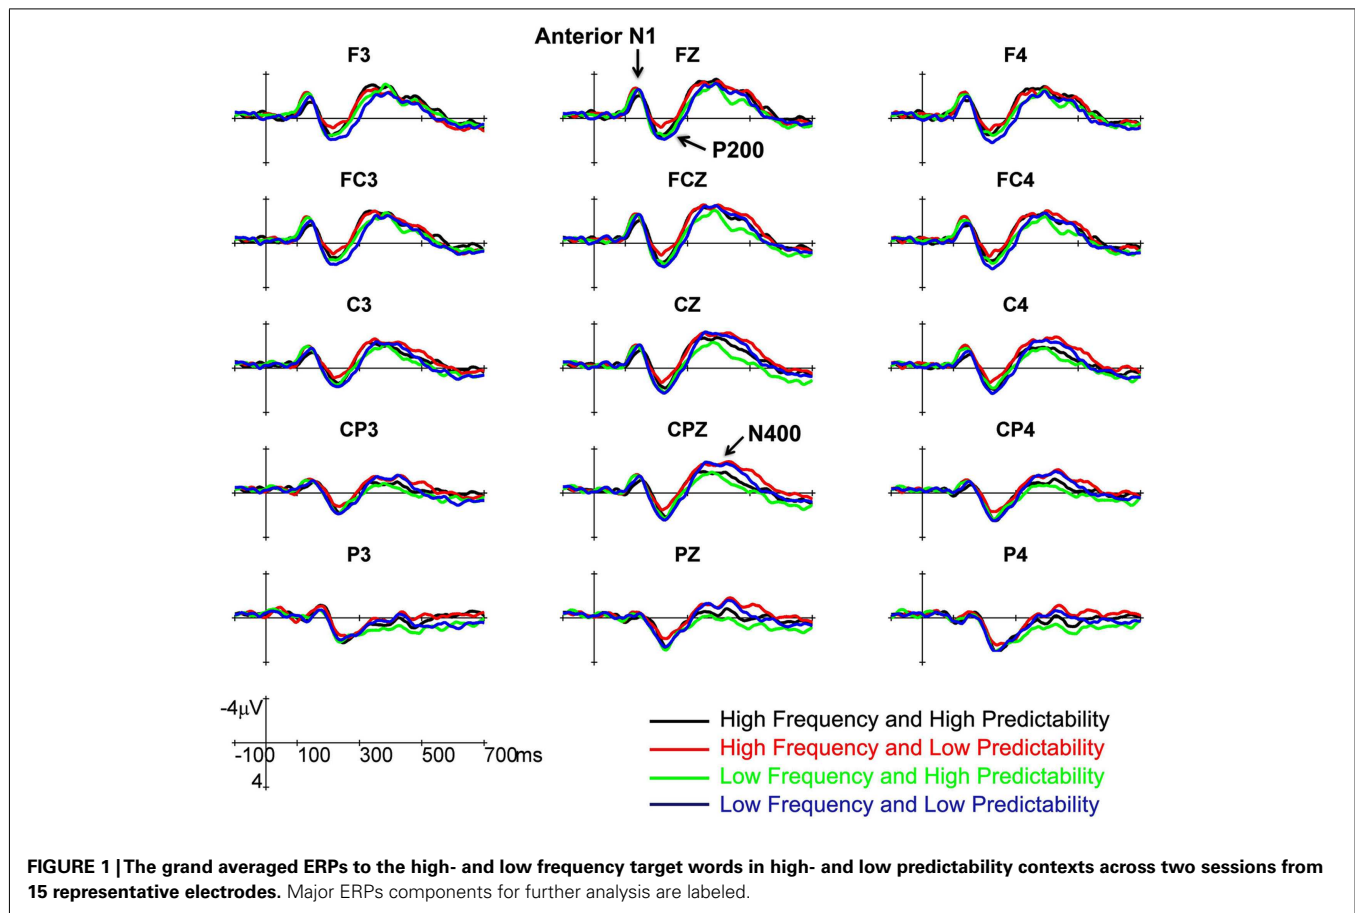 Anterior N1
F3 FZ F4
P200
FC3 FCZ FC4
C3 CZ C4
CP3 CPZ CP4
N400
P3 PZ P4
-4μV
-100 100 300 500 700ms
4
High Frequency and High Predictability
High Frequency and Low Predictability
Low Frequency and High Predictability
Low Frequency and Low Predictability
FIGURE 1 | The grand averaged ERPs to the high- and low frequency target words in high- and low predictability contexts across two sessions from
15 representative electrodes. Major ERPs components for further analysis are labeled.